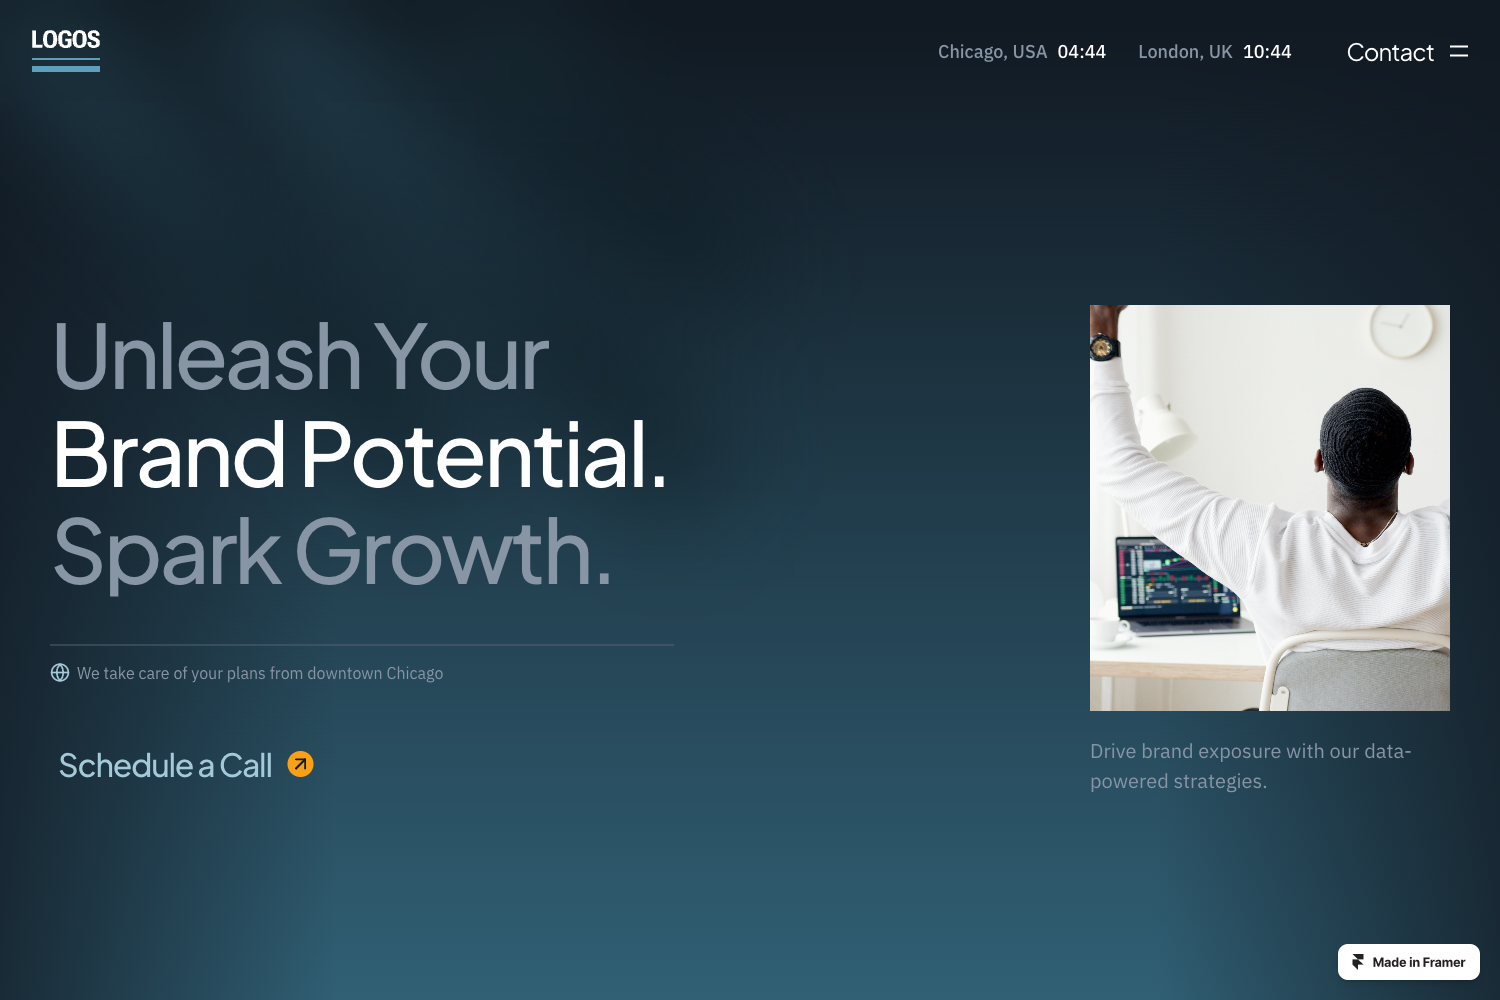 LOGOS
Chicago, USA 04:44 London, UK 10:44 Contact
Unleash Your
Brand Potential.
Spark Growth.
We take care of your plans from downtown Chicago
Schedule a Call
Drive brand exposure with our data-
powered strategies.
Made in Framer